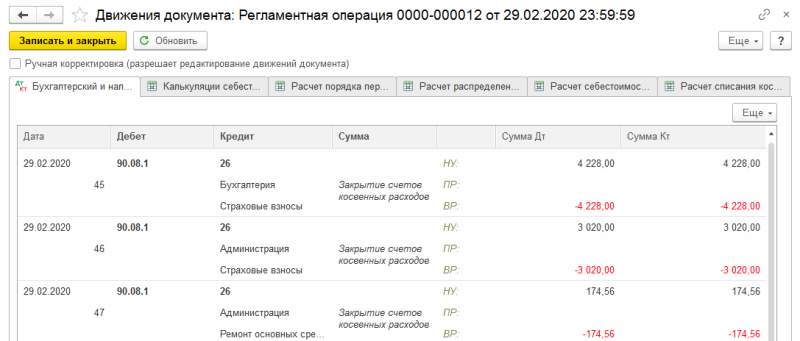 Движения документа: Регламентная операция 0000-000012 от 29.02.2020 23:59:59
Записать и закрыть Обновить Еще ?
Ручная корректировка (разрешает редактирование движений документа)
Дт Кт Бухгалтерский и нал... Калькуляции себест... Расчет порядка пер... Расчет распределен... Расчет себестоимос... Расчет списания кос...
Еще
Дата Дебет Кредит Сумма Сумма Дт Сумма Кт
29.02.2020 90.08.1 26 НУ: 4 228,00 4 228,00
45 Бухгалтерия Закрытие счетов ПР:
косвенных расходов
Страховые взносы ВР: -4 228,00 -4 228,00
29.02.2020 90.08.1 26 НУ: 3 020,00 3 020,00
46 Администрация Закрытие счетов ПР:
косвенных расходов
Страховые взносы ВР: -3 020,00 -3 020,00
29.02.2020 90.08.1 26 НУ: 174,56 174,56
47 Администрация Закрытие счетов ПР:
косвенных расходов
Ремонт основных сре... ВР: -174,56 -174,56